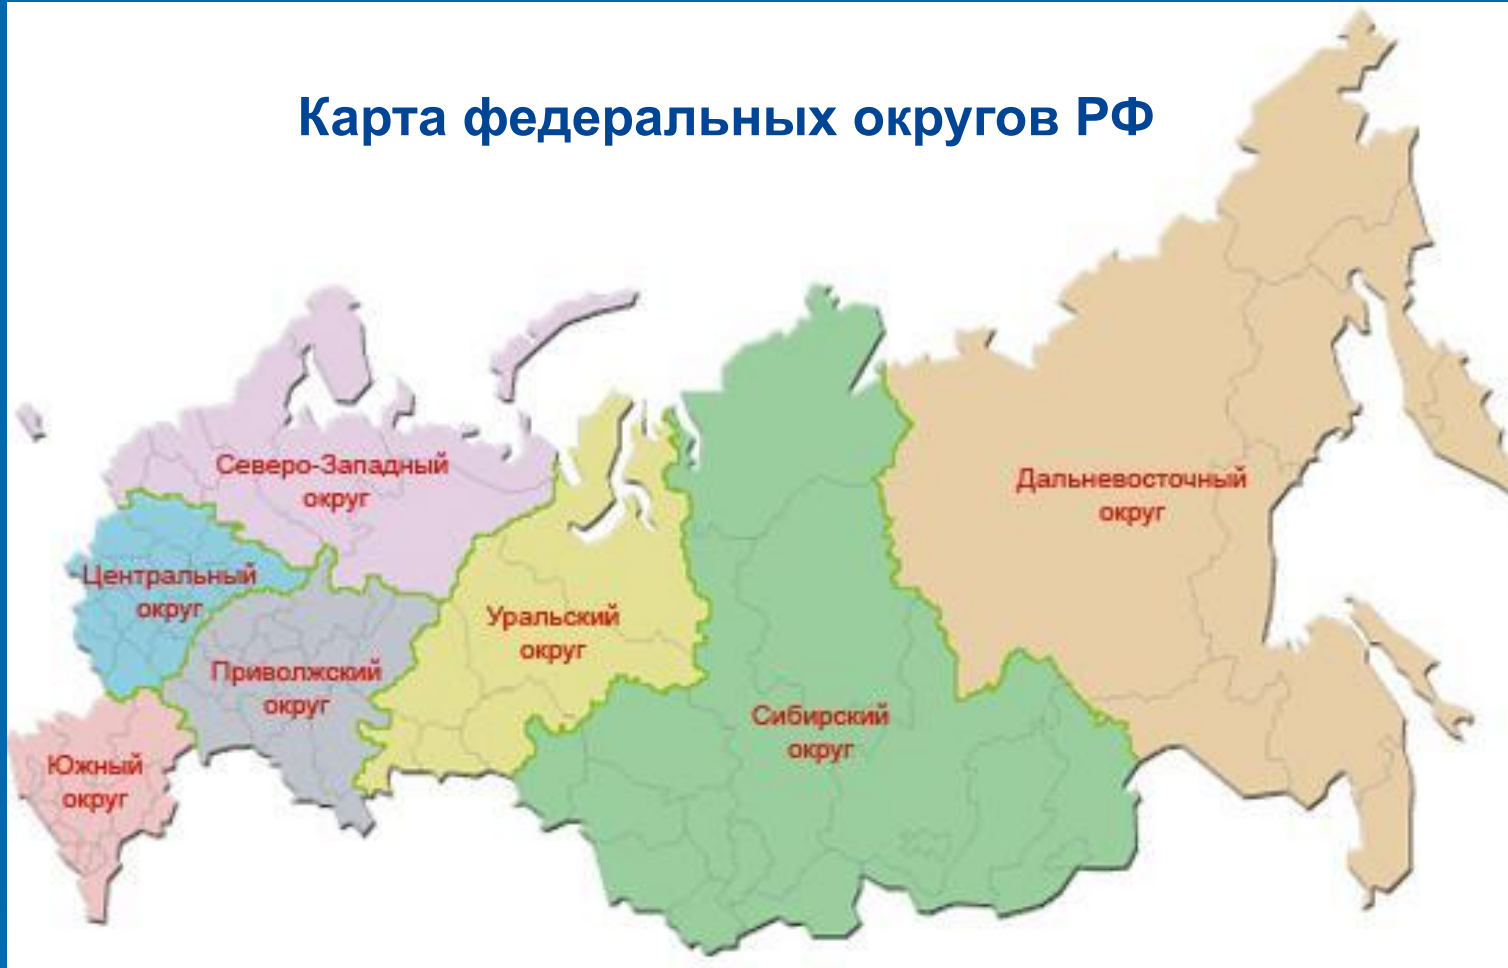 Карта федеральных округов РФ
Северо-Западный
округ
Дальневосточный
округ
Центральный
округ
Уральский
округ
Приволжский
округ
Сибирский
округ
Южный
округ